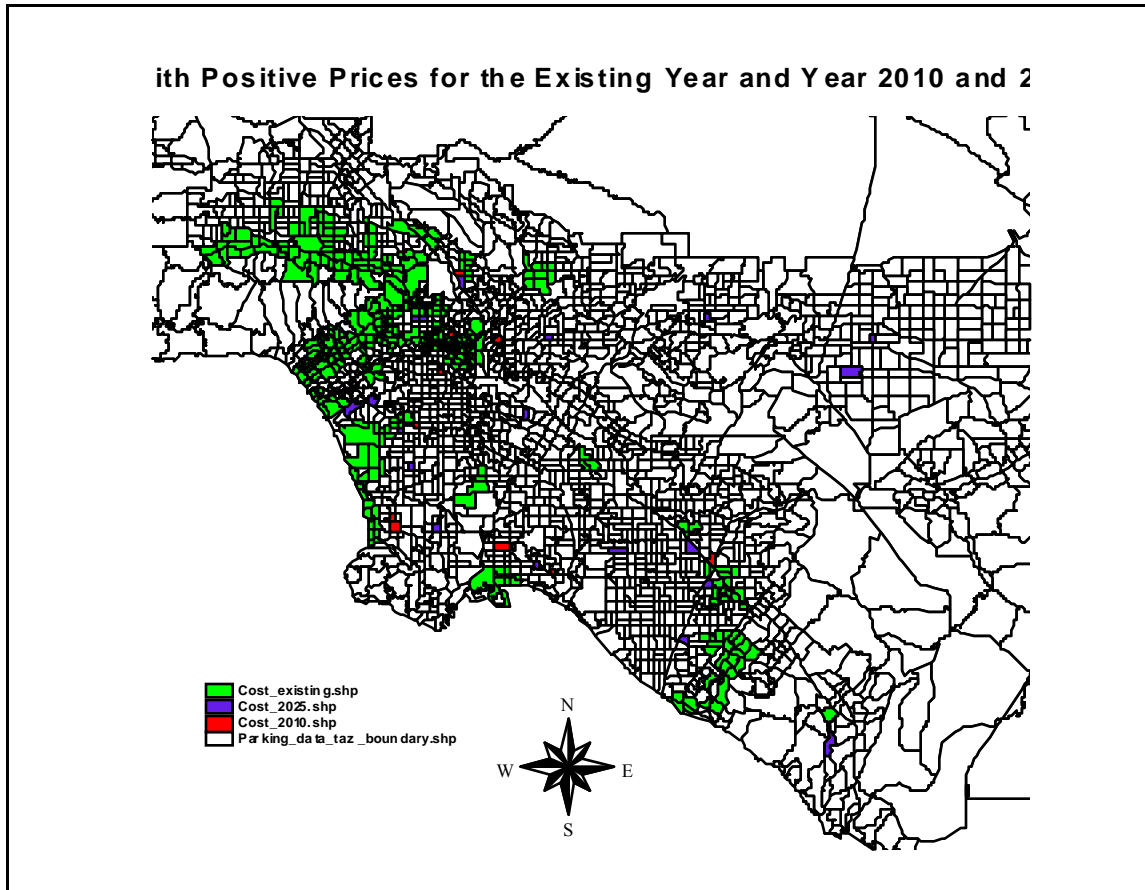 ith Positive Prices for the Existing Year and Year 2010 and 2
Cost_existing.shp
Cost_2025.shp
Cost_2010.shp
Parking_data_taz_boundary.shp
N
W E
S